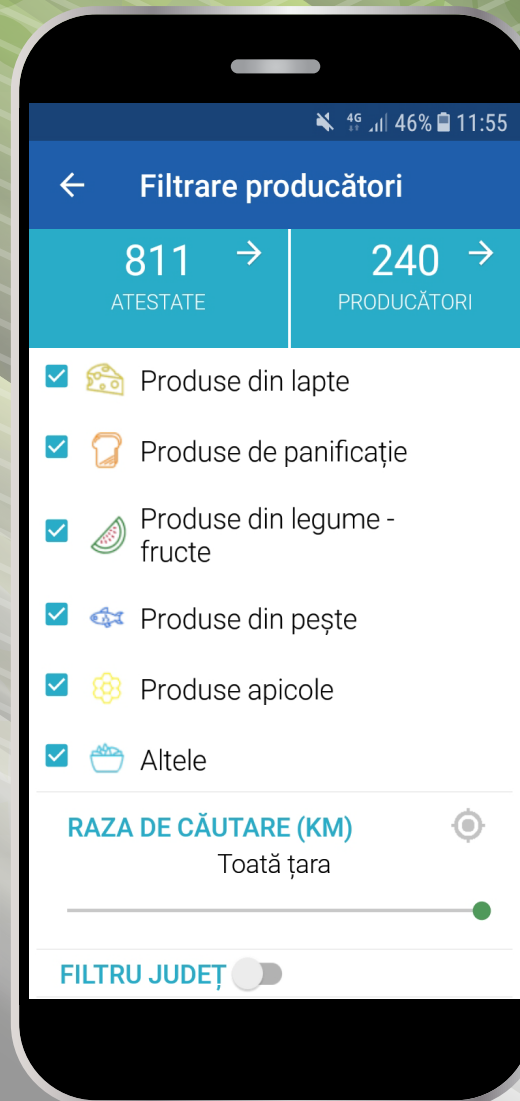 4G 46% 11:55
Filtrare producători
811
ATESTATE
240
PRODUCĂTORI
Produse din lapte
Produse de panificație
Produse din legume -
fructe
Produse din pește
Produse apicole
Altele
RAZA DE CĂUTARE (KM)
Toată țara
FILTRU JUDEȚ